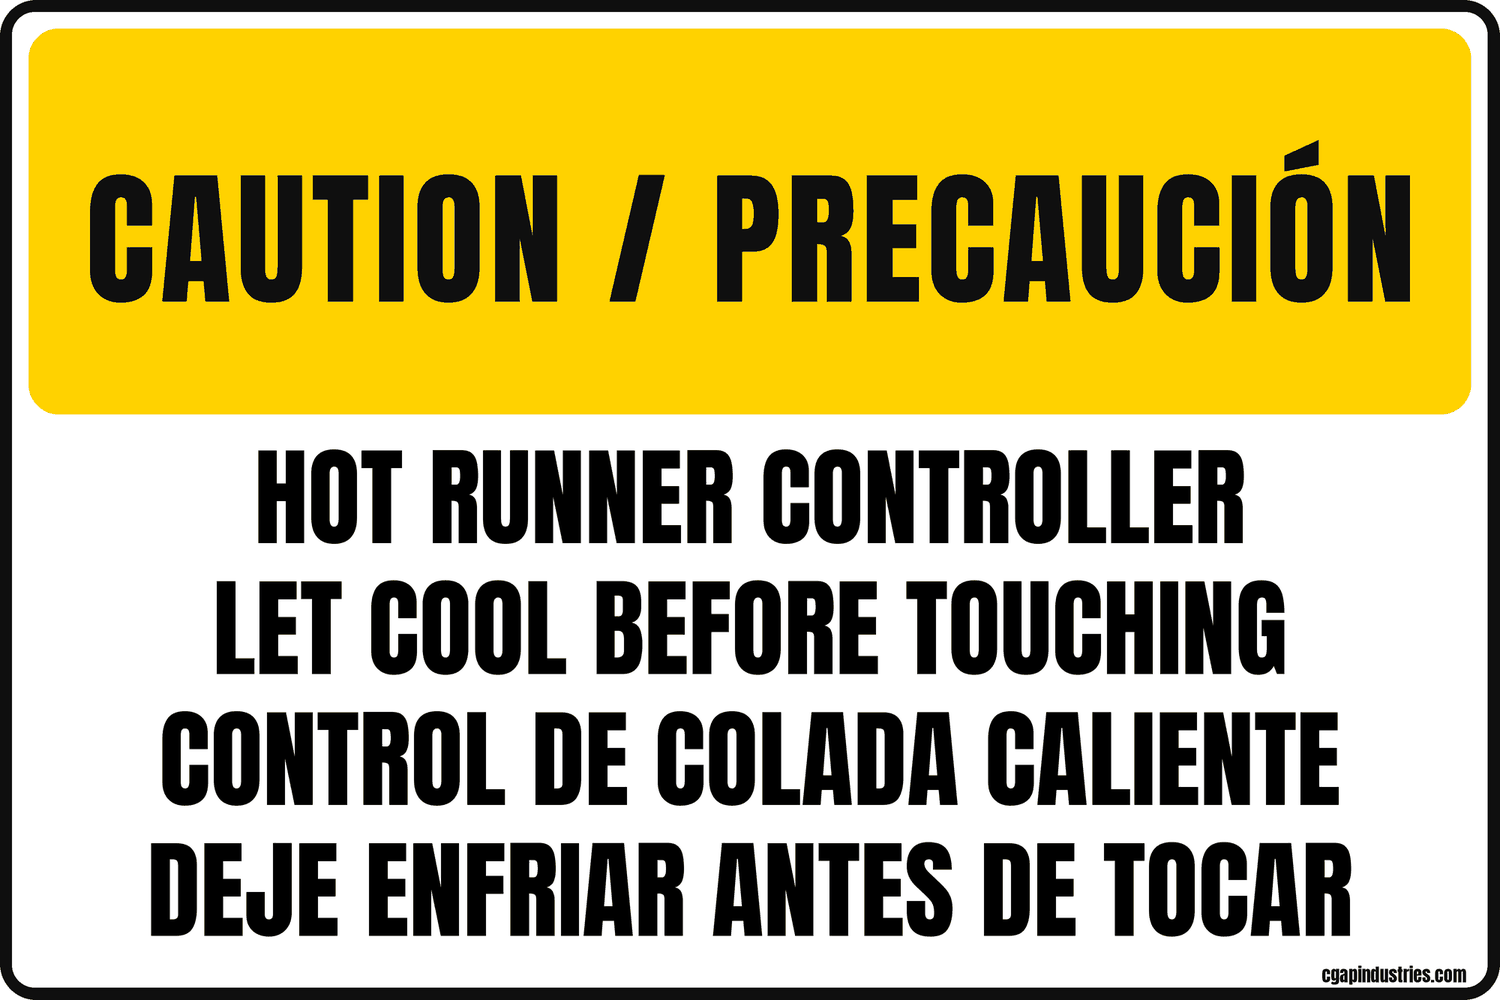 CAUTION / PRECAUCIÓN
HOT RUNNER CONTROLLER
LET COOL BEFORE TOUCHING
CONTROL DE COLADA CALIENTE
DEJE ENFRIAR ANTES DE TOCAR
cgapindustries.com